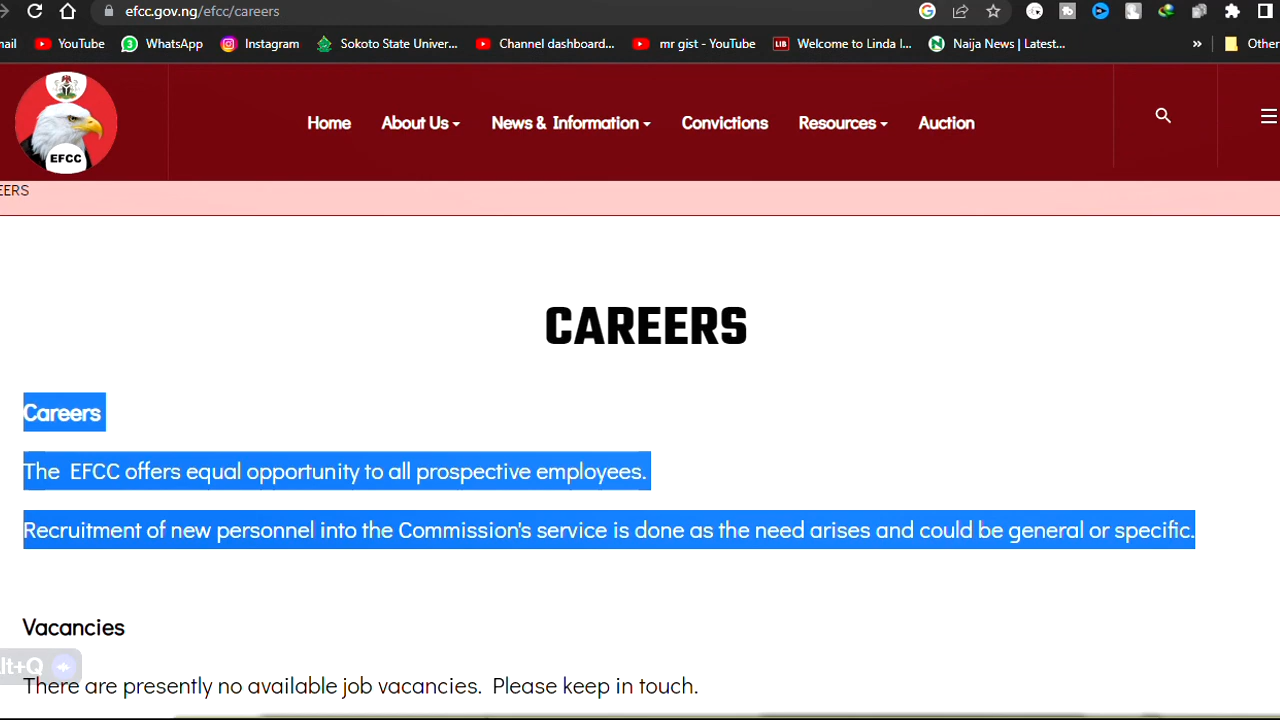 efcc.gov.ng/efcc/careers
mail YouTube WhatsApp Instagram Sokoto State Univer... Channel dashboard... mr gist - YouTube LIB Welcome to Linda I... Naija News | Latest... » Other
EFCC
Home About Us News & Information Convictions Resources Auction
EERS
CAREERS
Careers
The EFCC offers equal opportunity to all prospective employees.
Recruitment of new personnel into the Commission's service is done as the need arises and could be general or specific.
Vacancies
lt+Q
There are presently no available job vacancies. Please keep in touch.